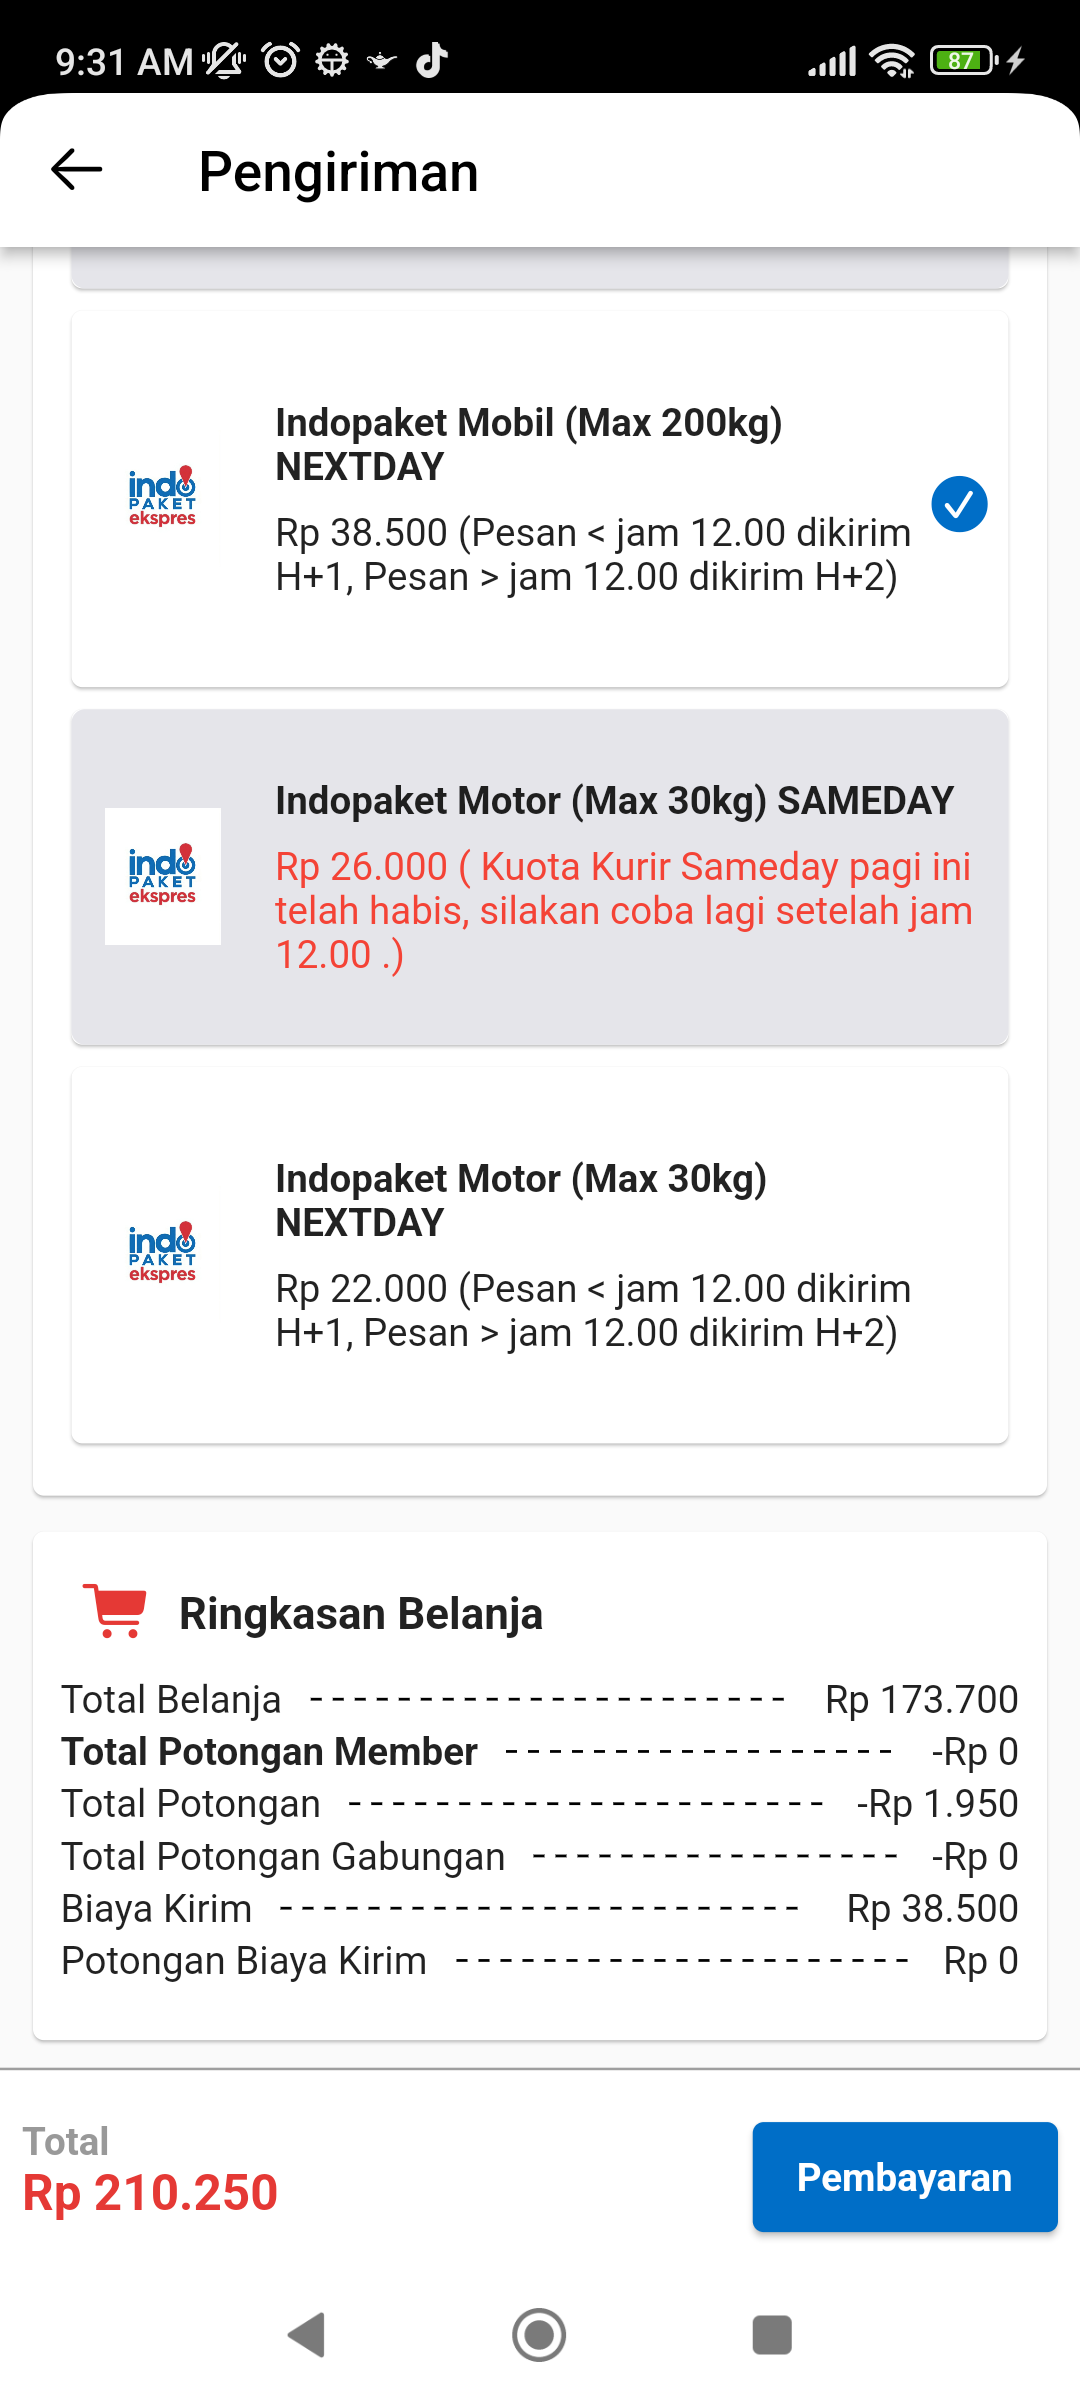 9:31 AM
87
Pengiriman
Indopaket Mobil (Max 200kg)
NEXTDAY
indo
PAKET
ekspres
Rp 38.500 (Pesan < jam 12.00 dikirim
H+1, Pesan > jam 12.00 dikirim H+2)
Indopaket Motor (Max 30kg) SAMEDAY
indo
PAKET
ekspres
Rp 26.000 ( Kuota Kurir Sameday pagi ini
telah habis, silakan coba lagi setelah jam
12.00 .)
Indopaket Motor (Max 30kg)
NEXTDAY
indo
PAKET
ekspres
Rp 22.000 (Pesan < jam 12.00 dikirim
H+1, Pesan > jam 12.00 dikirim H+2)
Ringkasan Belanja
Total Belanja ---------------------- Rp 173.700
Total Potongan Member ------------------ -Rp 0
Total Potongan ---------------------- -Rp 1.950
Total Potongan Gabungan ----------------- -Rp 0
Biaya Kirim ------------------------ Rp 38.500
Potongan Biaya Kirim --------------------- Rp 0
Total
Rp 210.250
Pembayaran